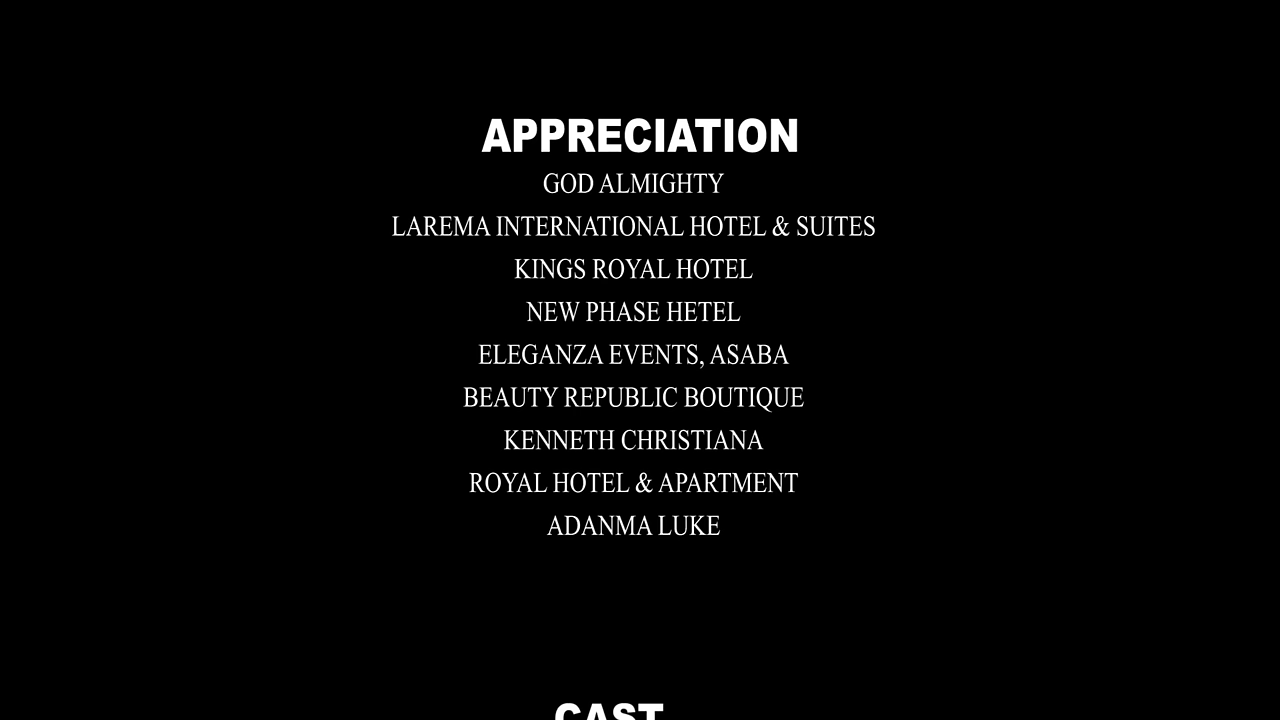 APPRECIATION
GOD ALMIGHTY
LAREMA INTERNATIONAL HOTEL & SUITES
KINGS ROYAL HOTEL
NEW PHASE HETEL
ELEGANZA EVENTS, ASABA
BEAUTY REPUBLIC BOUTIQUE
KENNETH CHRISTIANA
ROYAL HOTEL & APARTMENT
ADANMA LUKE
CAST